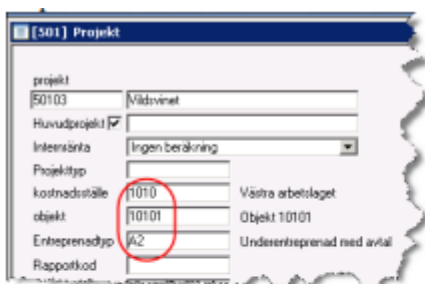 [501] Projekt
projekt
50103 Vildsvinet
Huvudprojekt
Internränta Ingen beräkning
Projekttyp
kostnadsställe 1010 Västra arbetslaget
objekt 10101 Objekt 10101
Entreprenadtyp A2 Underentreprenad med avtal
Rapportkod